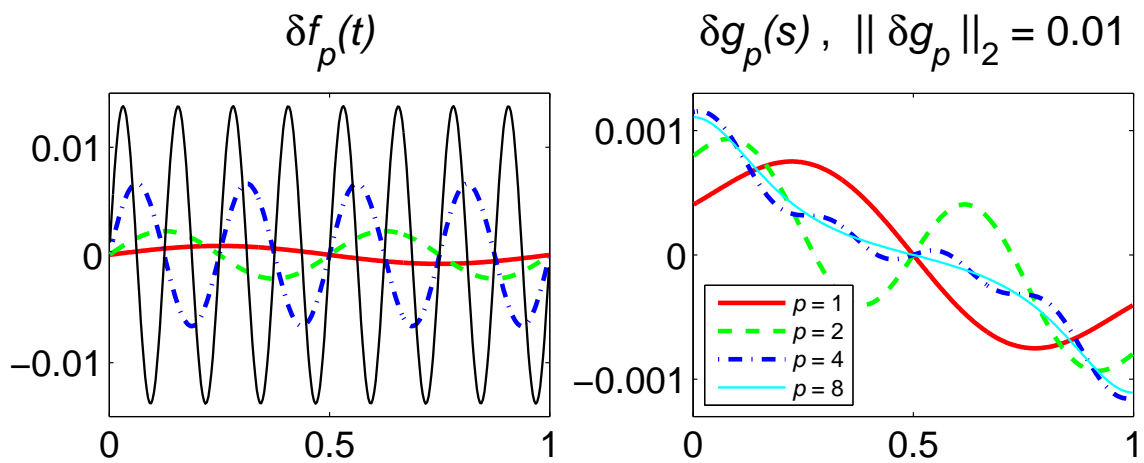 δf_p(t)
δg_p(s) , || δg_p ||_2 = 0.01
0.01
0
−0.01
0 0.5 1
0.001
0
−0.001
p = 1
p = 2
p = 4
p = 8
0 0.5 1